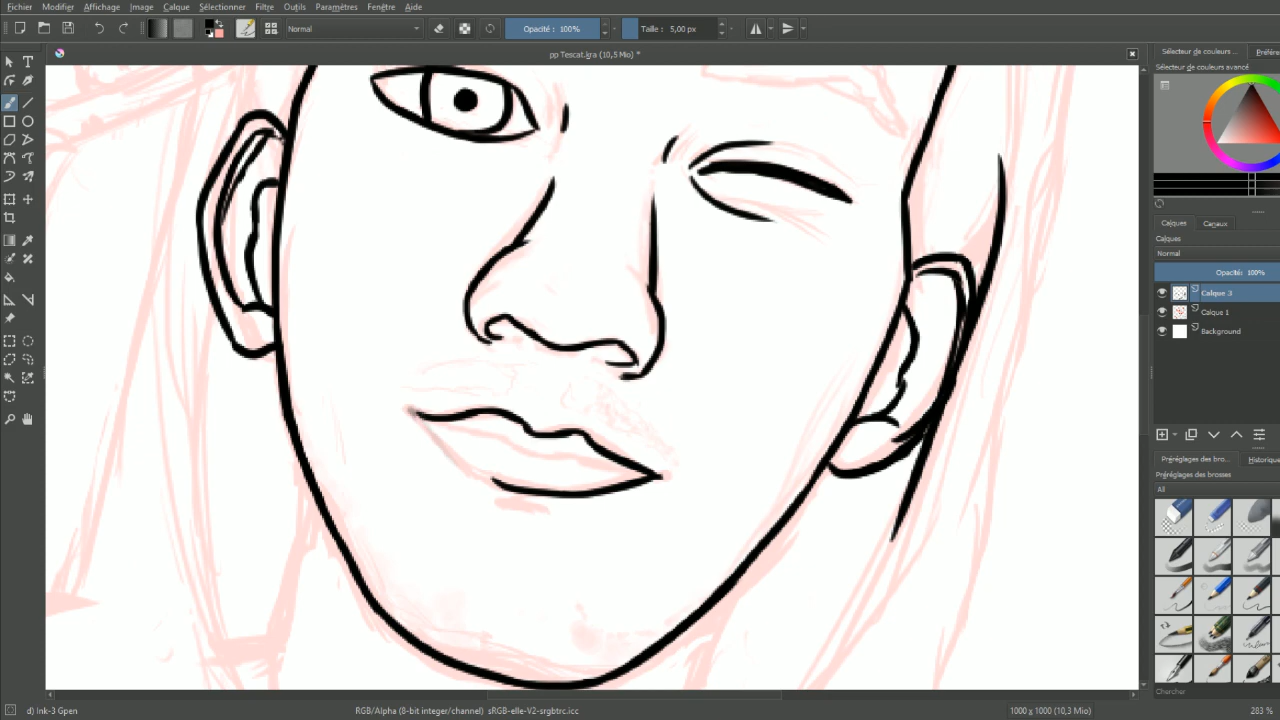 Fichier Modifier Affichage Image Calque Sélectionner Filtre Outils Paramètres Fenêtre Aide
Normal Opacité : 100% Taille : 5,00 px
pp Tescat.kra (10,5 Mio) *
Sélecteur de couleurs ... Préfére
Sélecteur de couleurs avancé
Calques Canaux
Calques
Normal
Opacité: 100%
Calque 3
Calque 1
Background
Préréglages des bro... Historique
Préréglages des brosses
All
Chercher
d) Ink-3 Gpen RGB/Alpha (8-bit integer/channel) sRGB-elle-V2-srgbtrc.icc 1000 x 1000 (10,3 Mio) 283 %